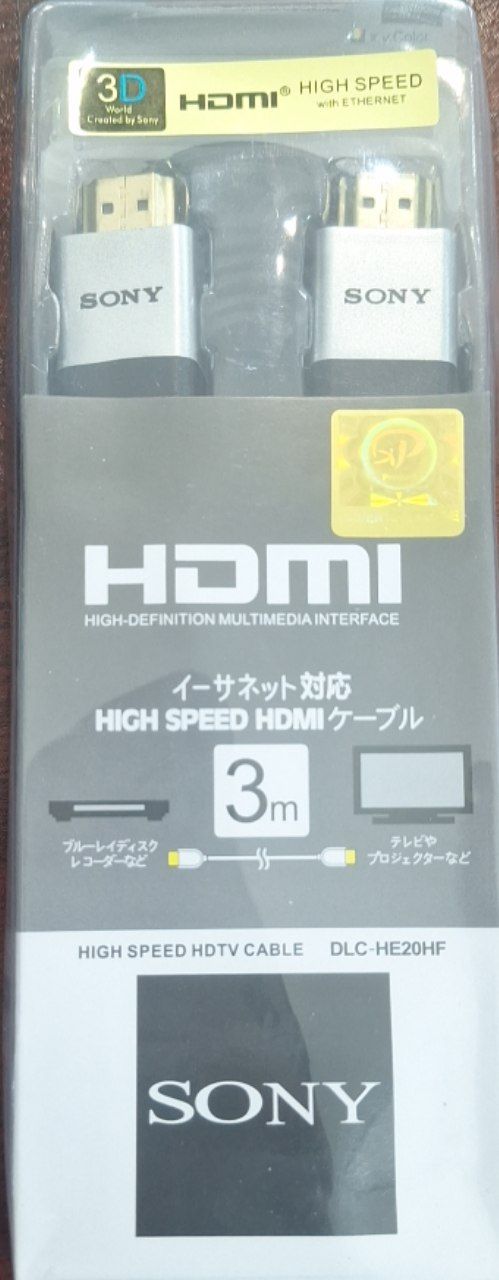 x.v.Color
3D
World
Created by Sony
HDMI® HIGH SPEED
with ETHERNET
SONY
SONY
HDMI
HIGH-DEFINITION MULTIMEDIA INTERFACE
イーサネット対応
HIGH SPEED HDMIケーブル
3m
ブルーレイディスク
レコーダーなど
テレビや
プロジェクターなど
HIGH SPEED HDTV CABLE DLC-HE20HF
SONY